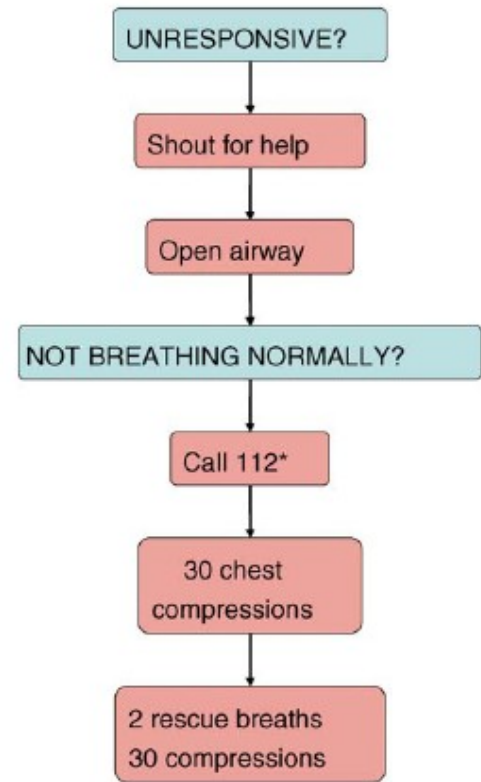 UNRESPONSIVE?
Shout for help
Open airway
NOT BREATHING NORMALLY?
Call 112*
30 chest
compressions
2 rescue breaths
30 compressions